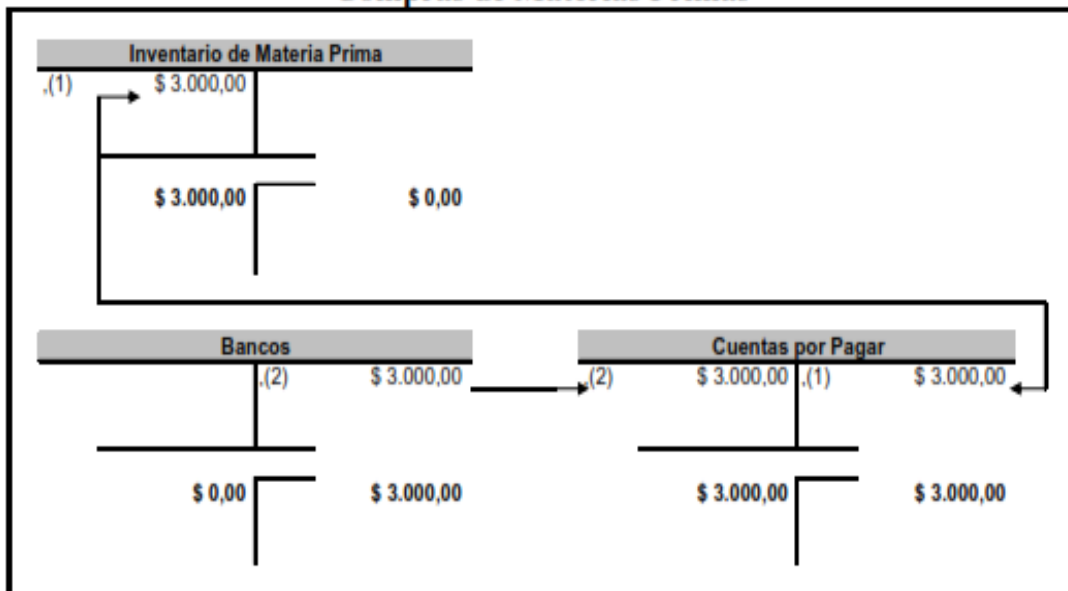 Inventario de Materia Prima
,(1) $ 3.000,00
$ 3.000,00 $ 0,00
Bancos Cuentas por Pagar
,(2) $ 3.000,00 ,(2) $ 3.000,00 ,(1) $ 3.000,00
$ 0,00 $ 3.000,00 $ 3.000,00 $ 3.000,00